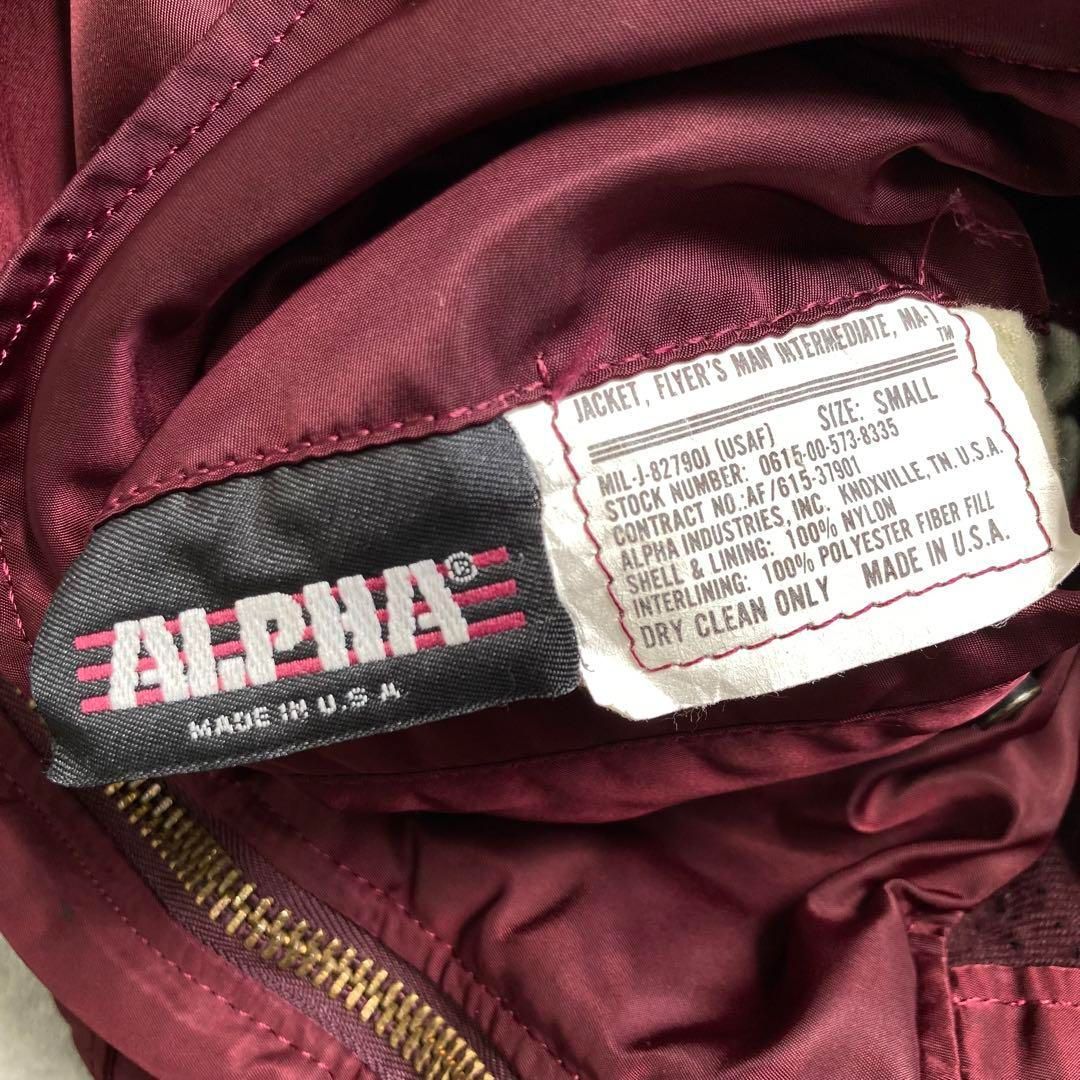 ALPHA®
MADE IN U.S.A.
JACKET, FLYER'S MAN INTERMEDIATE, MA-1 ™
MIL-J-82790J (USAF) SIZE: SMALL
STOCK NUMBER: 0615-00-573-8335
CONTRACT NO.:AF/615-37901
ALPHA INDUSTRIES, INC. KNOXVILLE, TN. U.S.A.
SHELL & LINING: 100% NYLON
INTERLINING: 100% POLYESTER FIBER FILL
DRY CLEAN ONLY MADE IN U.S.A.